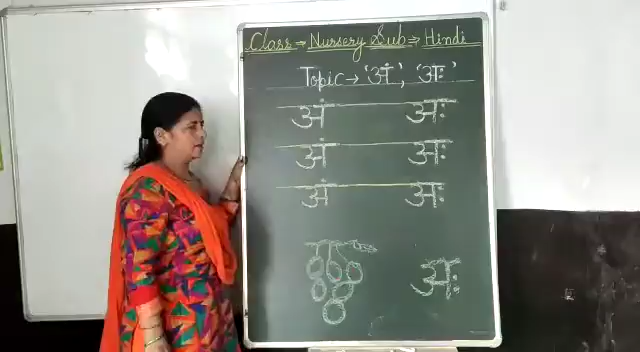 Class → Nursery Sub → Hindi
Topic → 'अं', 'अः'
अं अः
अं अः
अं अः
अः